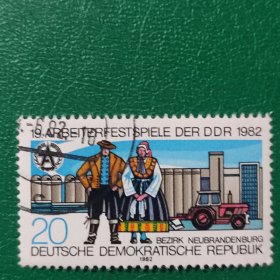 19. ARBEITERFESTSPIELE DER DDR 1982
20
BEZIRK NEUBRANDENBURG
DEUTSCHE DEMOKRATISCHE REPUBLIK
1982